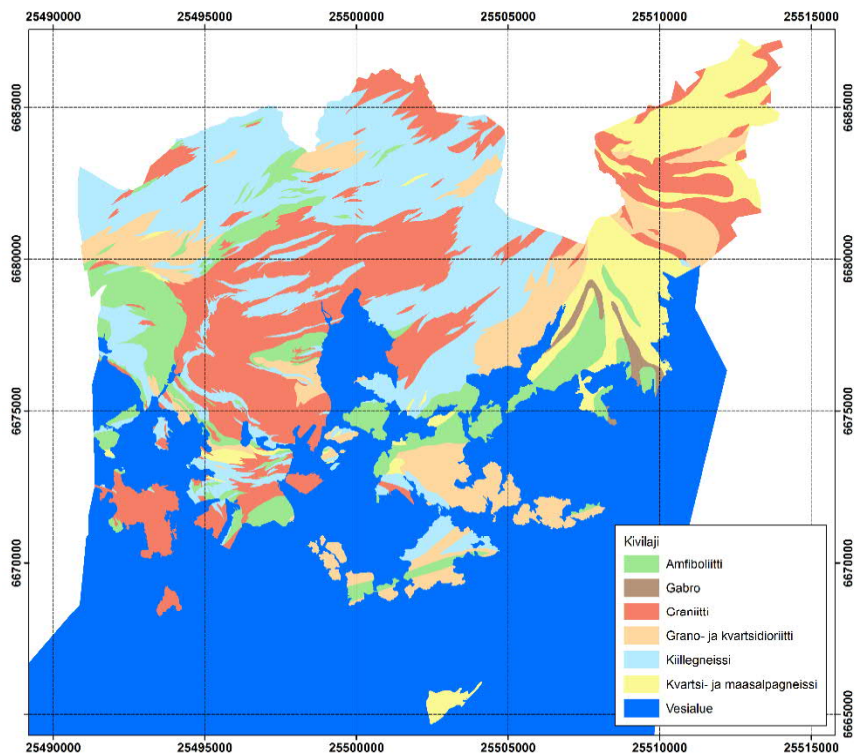 25490000 25495000 25500000 25505000 25510000 25515000
6685000 6685000
6680000 6680000
6675000 6675000
6670000 6670000
6665000 6665000
Kivilaji
Amfiboliitti
Gabro
Graniitti
Grano- ja kvartsidioriitti
Kiillegneissi
Kvartsi- ja maasalpagneissi
Vesialue
25490000 25495000 25500000 25505000 25510000 25515000